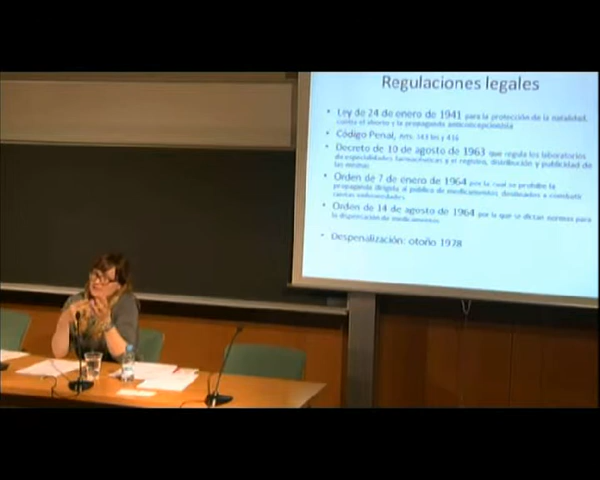 Regulaciones legales
• Ley de 24 de enero de 1941 para la protección de la natalidad,
contra el aborto y la propaganda anticoncepcionista
• Código Penal, Arts. 343 bis y 416
• Decreto de 10 de agosto de 1963 que regula los laboratorios
de especialidades farmacéuticas y el registro, distribución y publicidad de
las mismas
• Orden de 7 de enero de 1964 por la cual se prohíbe la
propaganda dirigida al público de medicamentos destinados a combatir
ciertas enfermedades
• Orden de 14 de agosto de 1964 por la que se dictan normas para
la dispensación de medicamentos
• Despenalización: otoño 1978